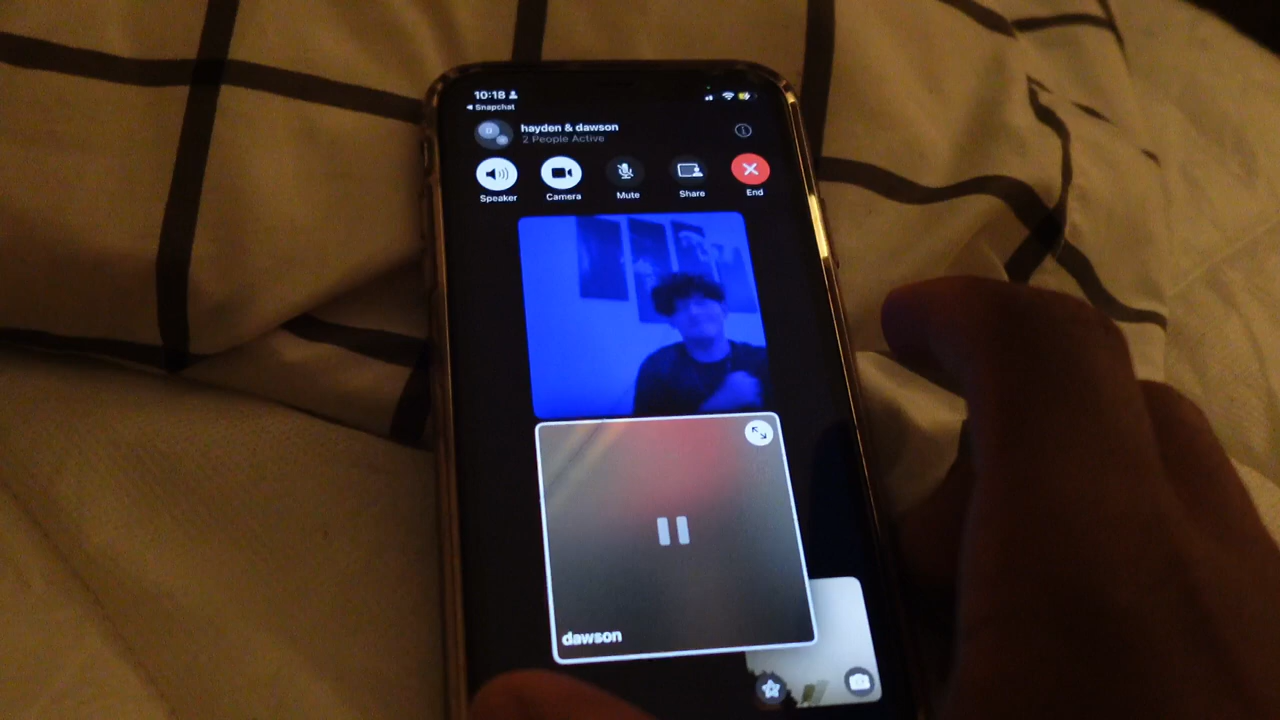 10:18
Snapchat
hayden & dawson
2 People Active
Speaker
Camera
Mute
Share
End
dawson